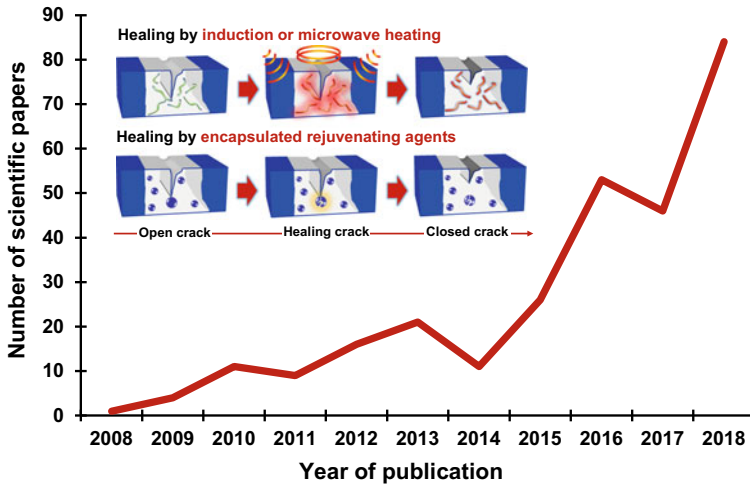 Number of scientific papers
90
80
70
60
50
40
30
20
10
0
Healing by induction or microwave heating
Healing by encapsulated rejuvenating agents
Open crack Healing crack Closed crack
2008 2009 2010 2011 2012 2013 2014 2015 2016 2017 2018
Year of publication